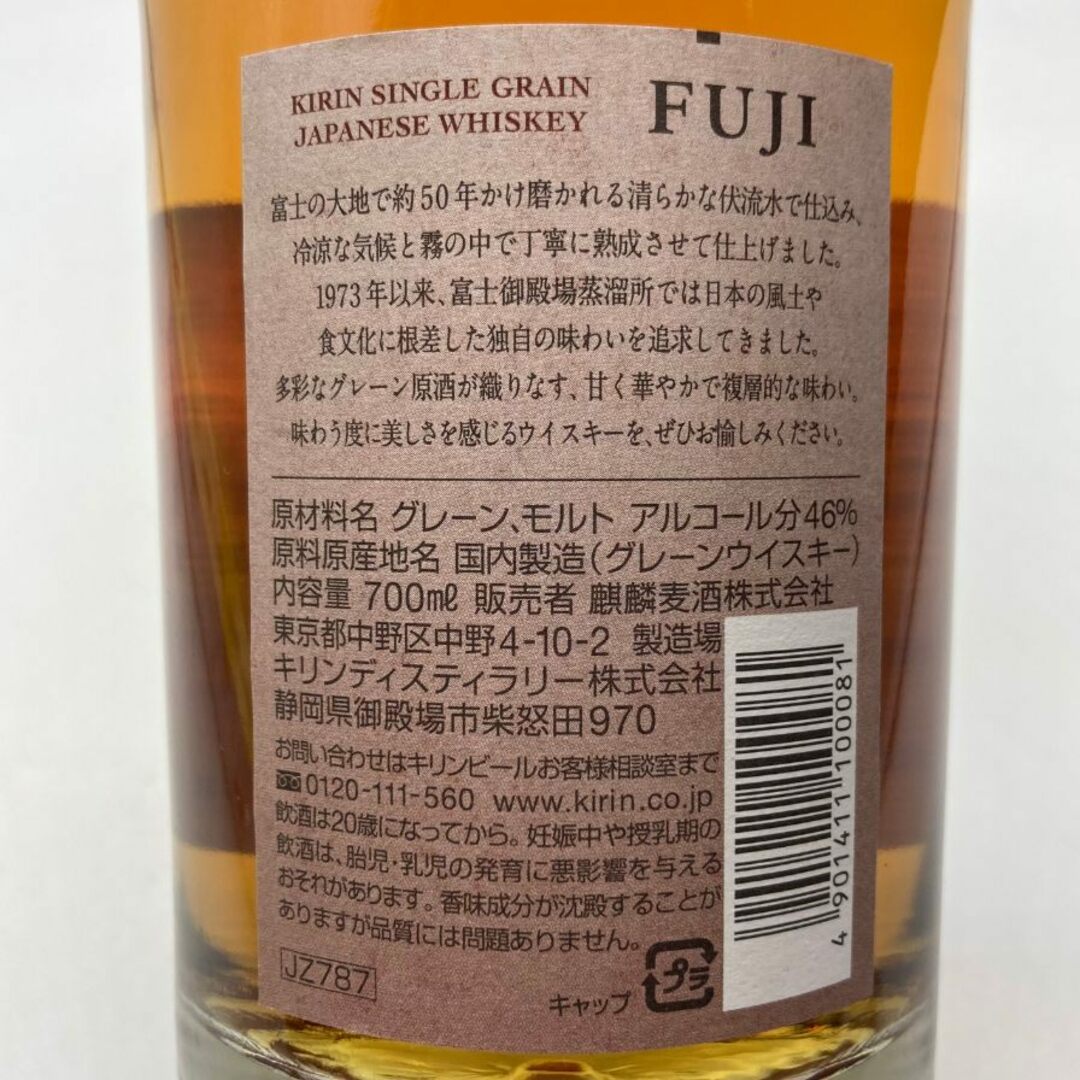 KIRIN SINGLE GRAIN
JAPANESE WHISKEY
FUJI
富士の大地で約50年かけ磨かれる清らかな伏流水で仕込み、
冷涼な気候と霧の中で丁寧に熟成させて仕上げました。
1973年以来、富士御殿場蒸溜所では日本の風土や
食文化に根差した独自の味わいを追求してきました。
多彩なグレーン原酒が織りなす、甘く華やかで複層的な味わい。
味わう度に美しさを感じるウイスキーを、ぜひお愉しみください。
原材料名 グレーン、モルト アルコール分46%
原料原産地名 国内製造(グレーンウイスキー)
内容量 700mℓ 販売者 麒麟麦酒株式会社
東京都中野区中野4-10-2 製造場
キリンディスティラリー株式会社
静岡県御殿場市柴怒田970
お問い合わせはキリンビールお客様相談室まで
0120-111-560 www.kirin.co.jp
飲酒は20歳になってから。妊娠中や授乳期の
飲酒は、胎児・乳児の発育に悪影響を与える
おそれがあります。香味成分が沈殿することが
ありますが品質には問題ありません。
JZ787
キャップ
プラ
4 901411 100081